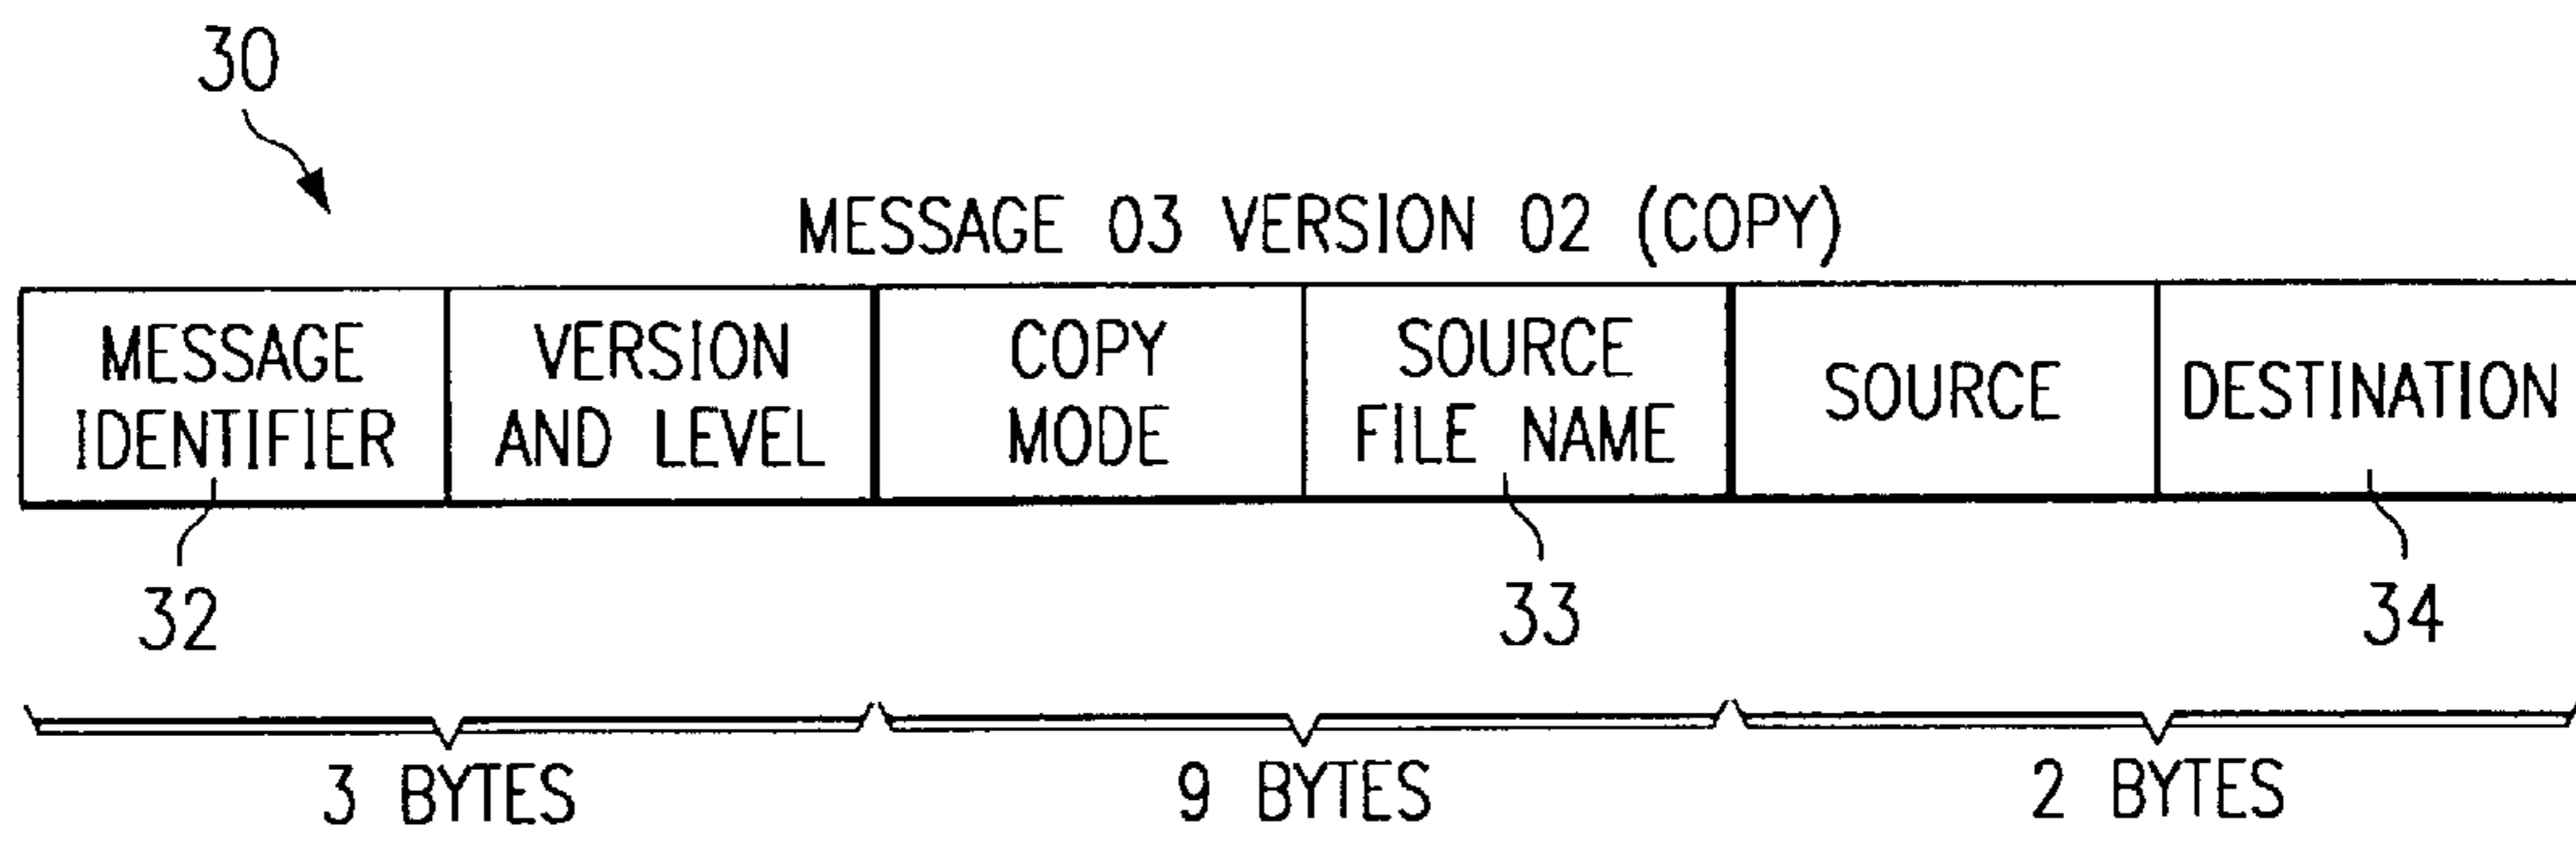 30
MESSAGE 03 VERSION 02 (COPY)
MESSAGE
IDENTIFIER
VERSION
AND LEVEL
COPY
MODE
SOURCE
FILE NAME
SOURCE
DESTINATION
32
33
34
3 BYTES
9 BYTES
2 BYTES